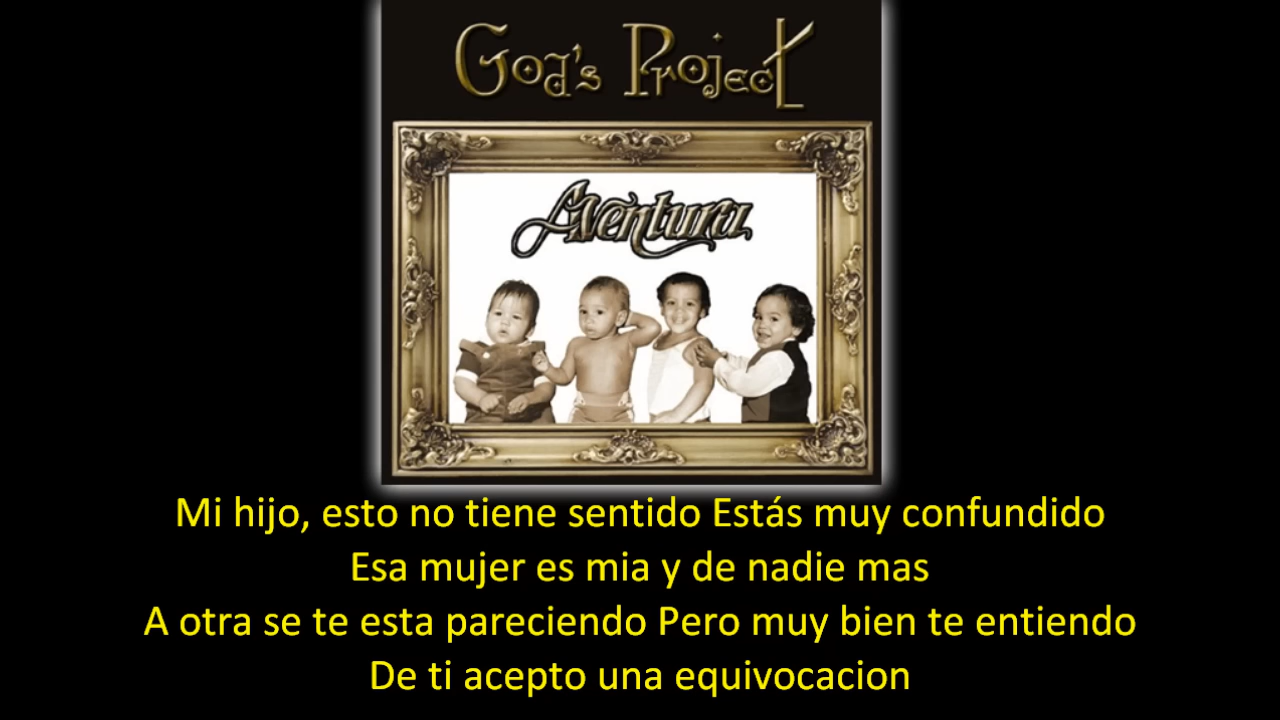 God's Project
Aventura
Mi hijo, esto no tiene sentido Estás muy confundido
Esa mujer es mia y de nadie mas
A otra se te esta pareciendo Pero muy bien te entiendo
De ti acepto una equivocacion